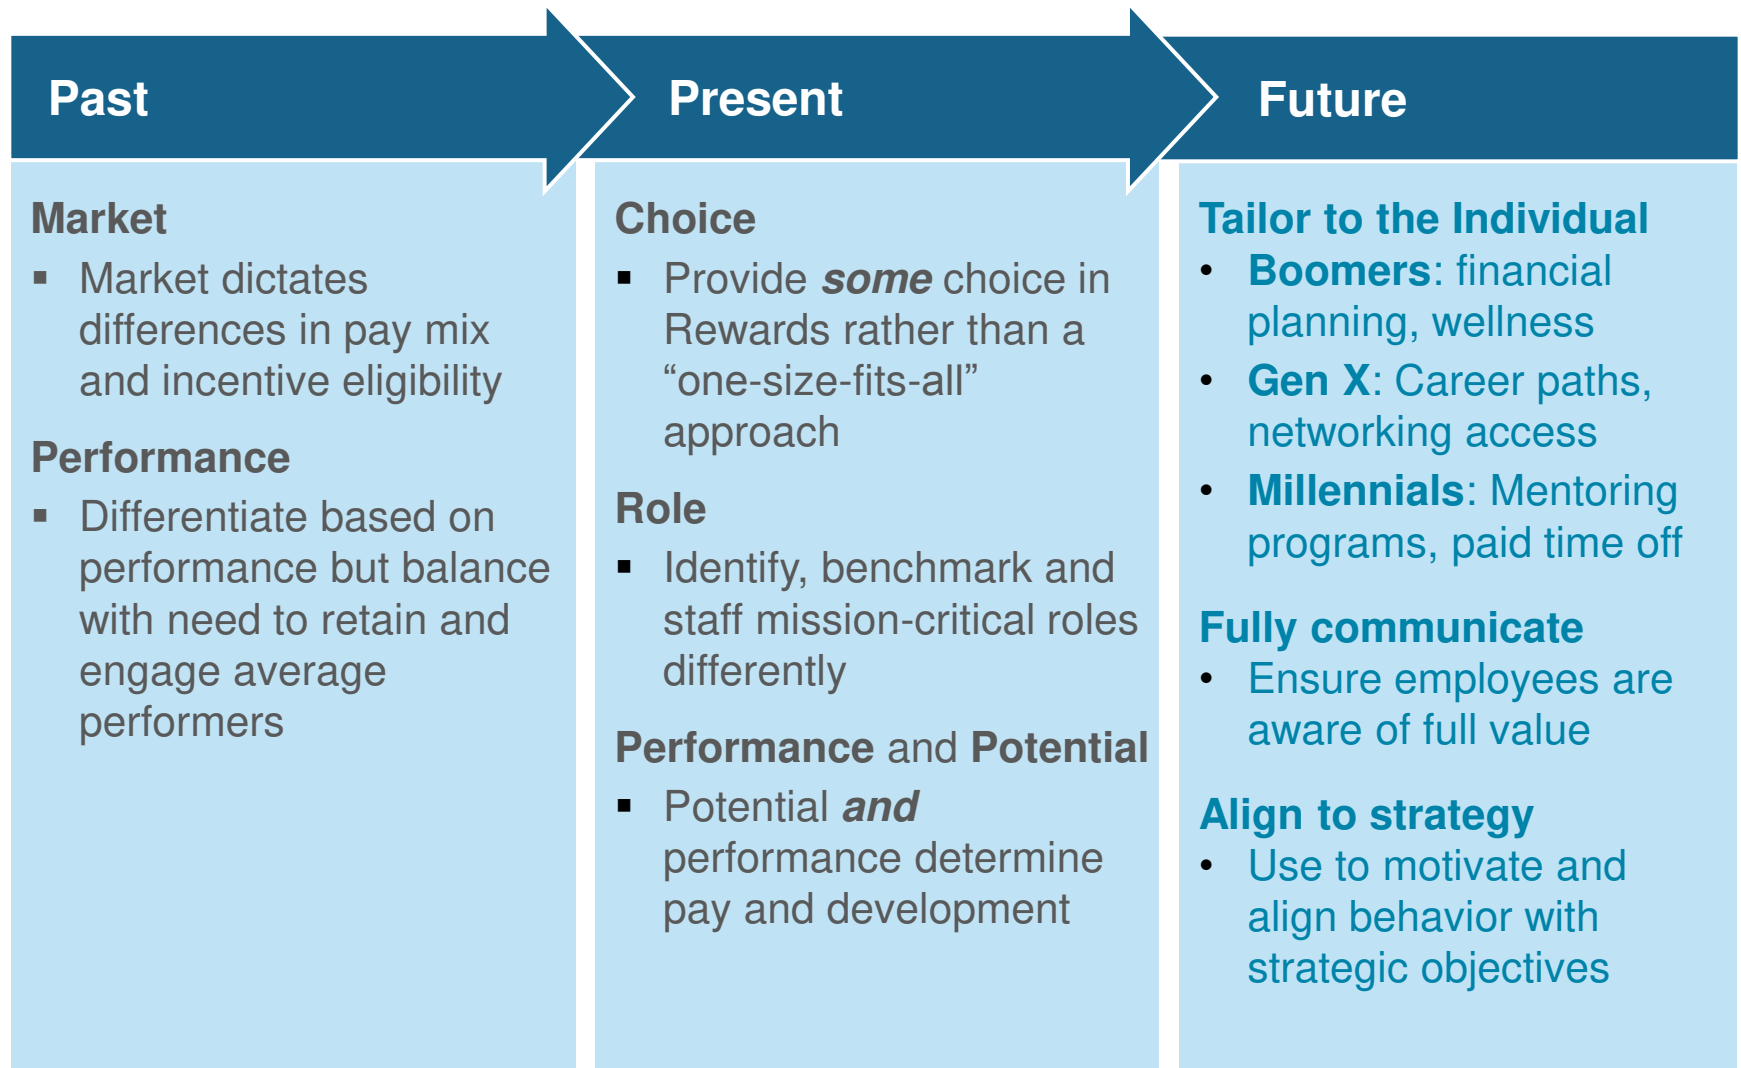 Past
Market
▪ Market dictates
differences in pay mix
and incentive eligibility
Performance
▪ Differentiate based on
performance but balance
with need to retain and
engage average
performers
Present
Choice
▪ Provide some choice in
Rewards rather than a
“one-size-fits-all”
approach
Role
▪ Identify, benchmark and
staff mission-critical roles
differently
Performance and Potential
▪ Potential and
performance determine
pay and development
Future
Tailor to the Individual
• Boomers: financial
planning, wellness
• Gen X: Career paths,
networking access
• Millennials: Mentoring
programs, paid time off
Fully communicate
• Ensure employees are
aware of full value
Align to strategy
• Use to motivate and
align behavior with
strategic objectives